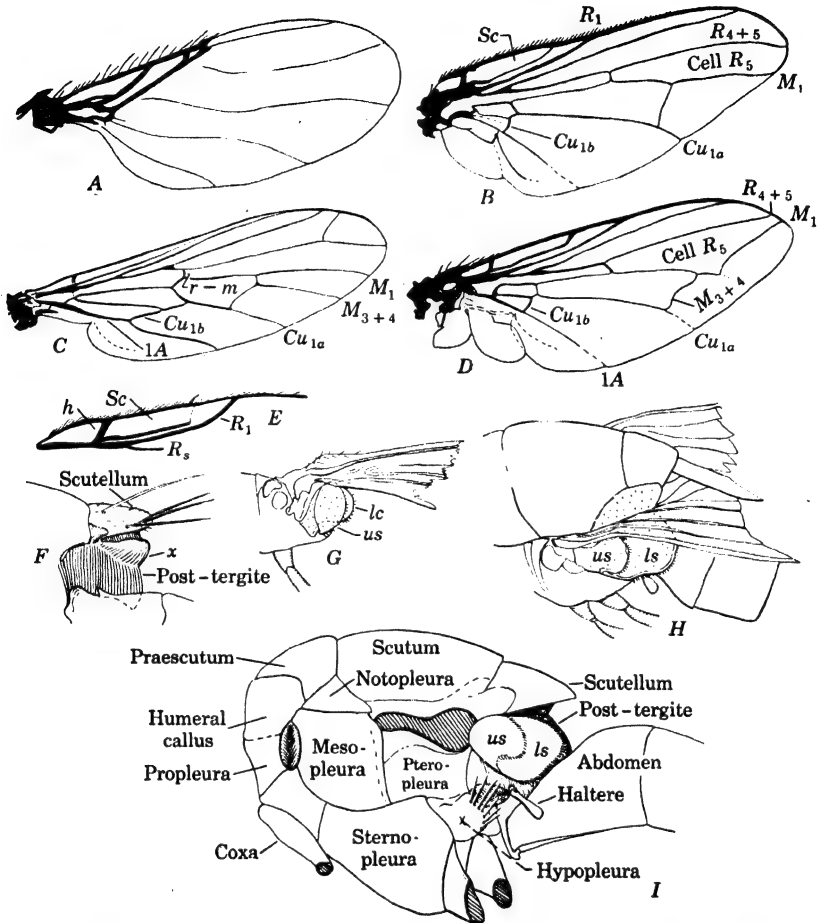 A
Sc
R1
R4+5
Cell R5
M1
Cu1b
Cu1a
B
r-m
M1
M3+4
Cu1b
Cu1a
1A
C
R4+5
M1
Cell R5
M3+4
Cu1b
Cu1a
1A
D
h
Sc
R1
Rs
E
Scutellum
F
x
Post-tergite
lc
us
G
us
ls
H
Praescutum
Scutum
Notopleura
Scutellum
Post-tergite
Humeral
callus
Propleura
Meso-
pleura
Ptero-
pleura
us
ls
Abdomen
Haltere
Coxa
Sterno-
pleura
x
Hypopleura
I